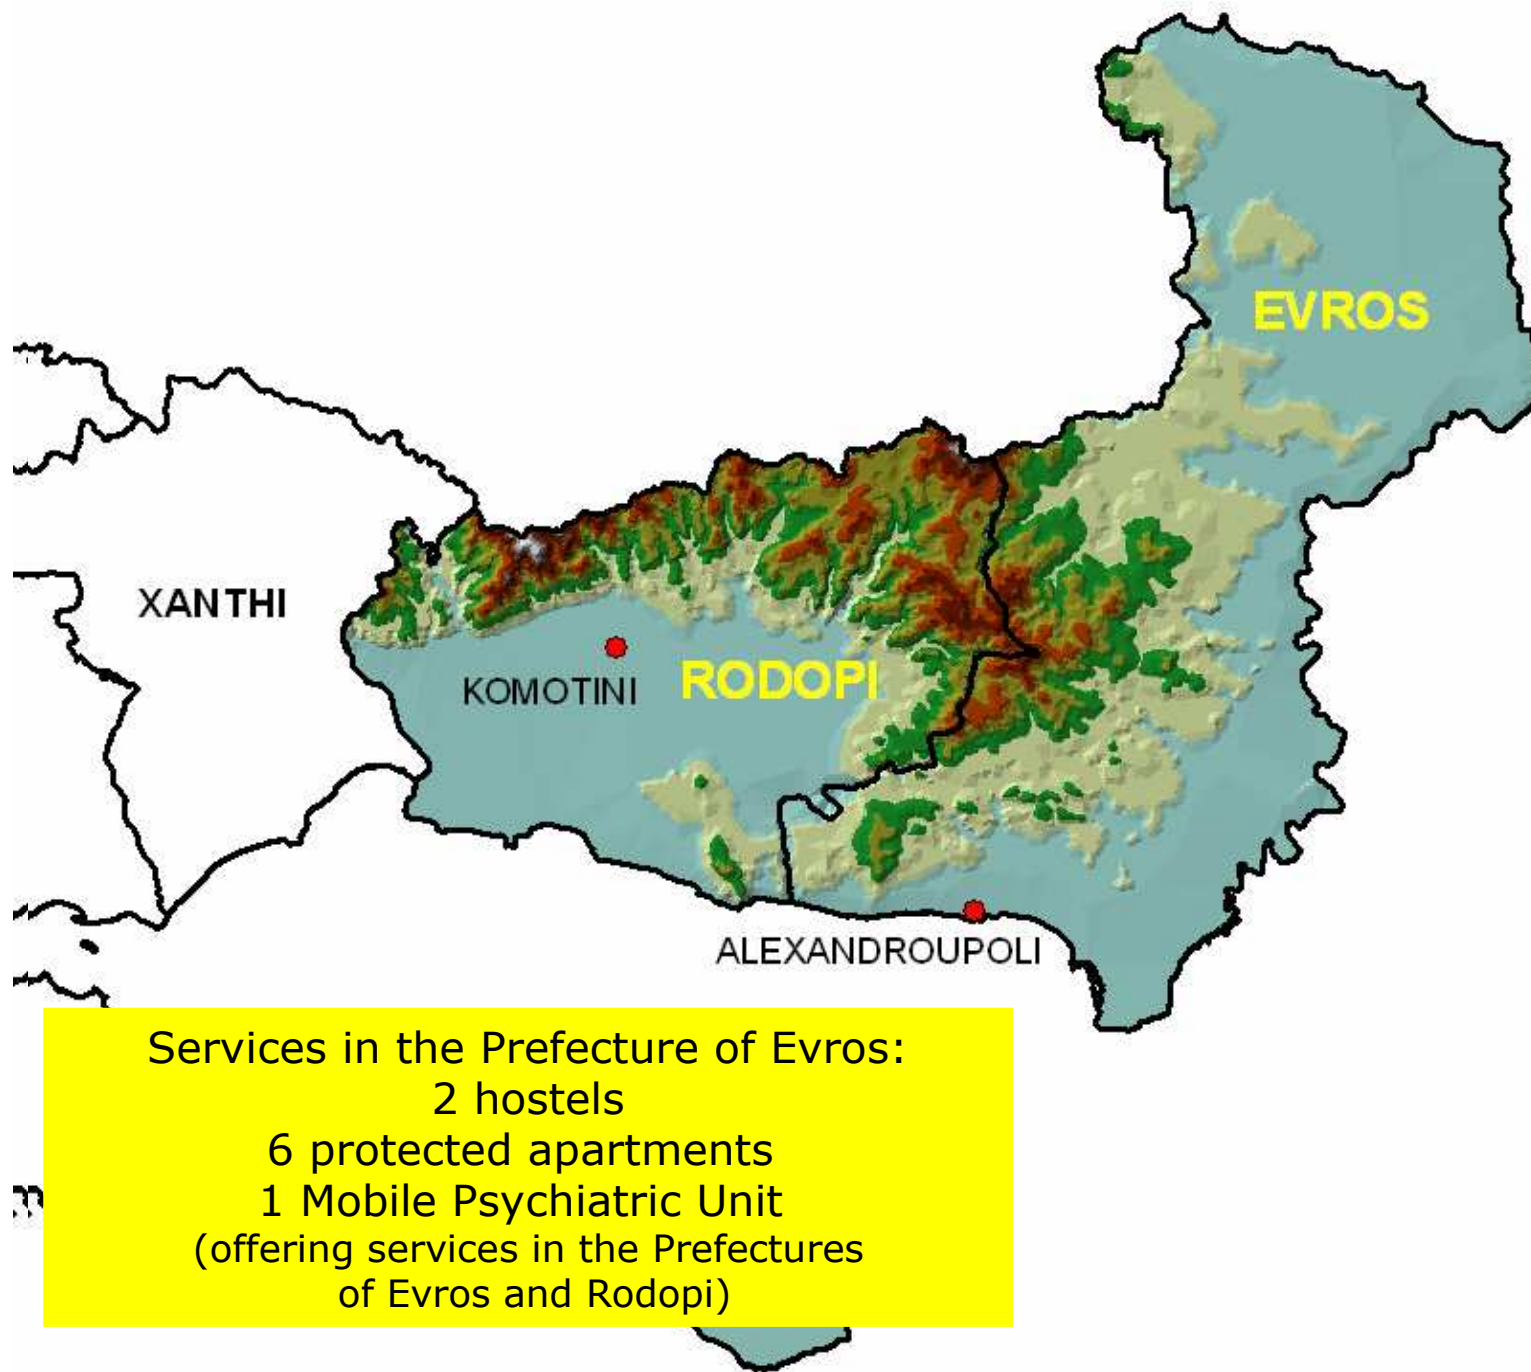 EVROS
XANTHI
KOMOTINI
RODOPI
ALEXANDROUPOLI
Services in the Prefecture of Evros:
2 hostels
6 protected apartments
1 Mobile Psychiatric Unit
(offering services in the Prefectures
of Evros and Rodopi)